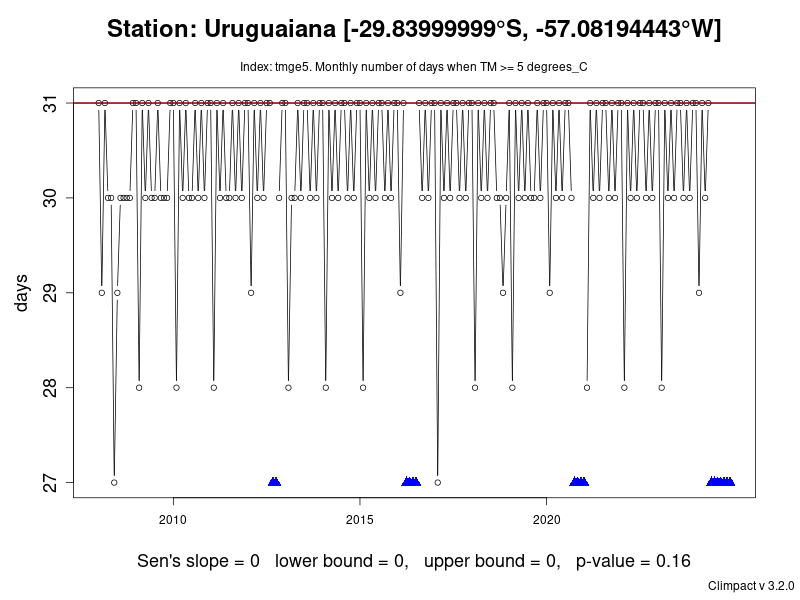 Station: Uruguaiana [-29.83999999°S, -57.08194443°W]
Index: tmge5. Monthly number of days when TM >= 5 degrees_C
31
30
29
28
27
days
2010
2015
2020
Sen's slope = 0   lower bound = 0,   upper bound = 0,   p-value = 0.16
Climpact v 3.2.0